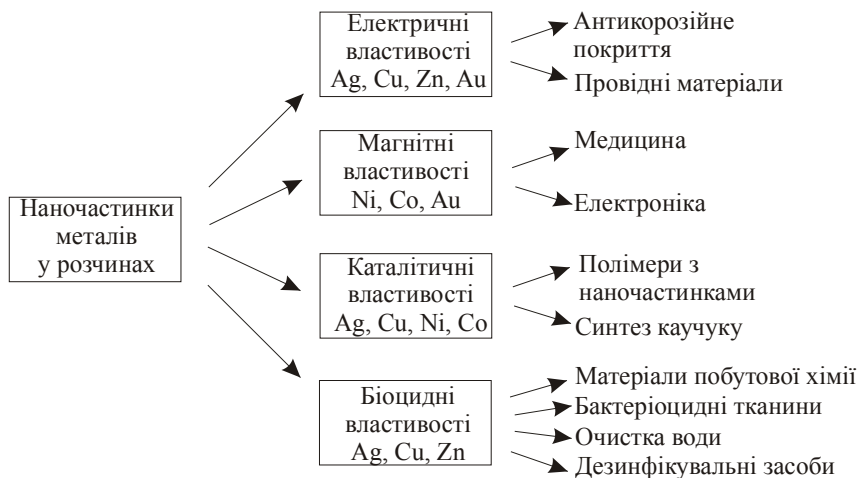 Наночастинки
металів
у розчинах
Електричні
властивості
Ag, Cu, Zn, Au
Антикорозійне
покриття
Провідні матеріали
Магнітні
властивості
Ni, Co, Au
Медицина
Електроніка
Каталітичні
властивості
Ag, Cu, Ni, Co
Полімери з
наночастинками
Синтез каучуку
Біоцидні
властивості
Ag, Cu, Zn
Матеріали побутової хімії
Бактеріоцидні тканини
Очистка води
Дезинфікувальні засоби